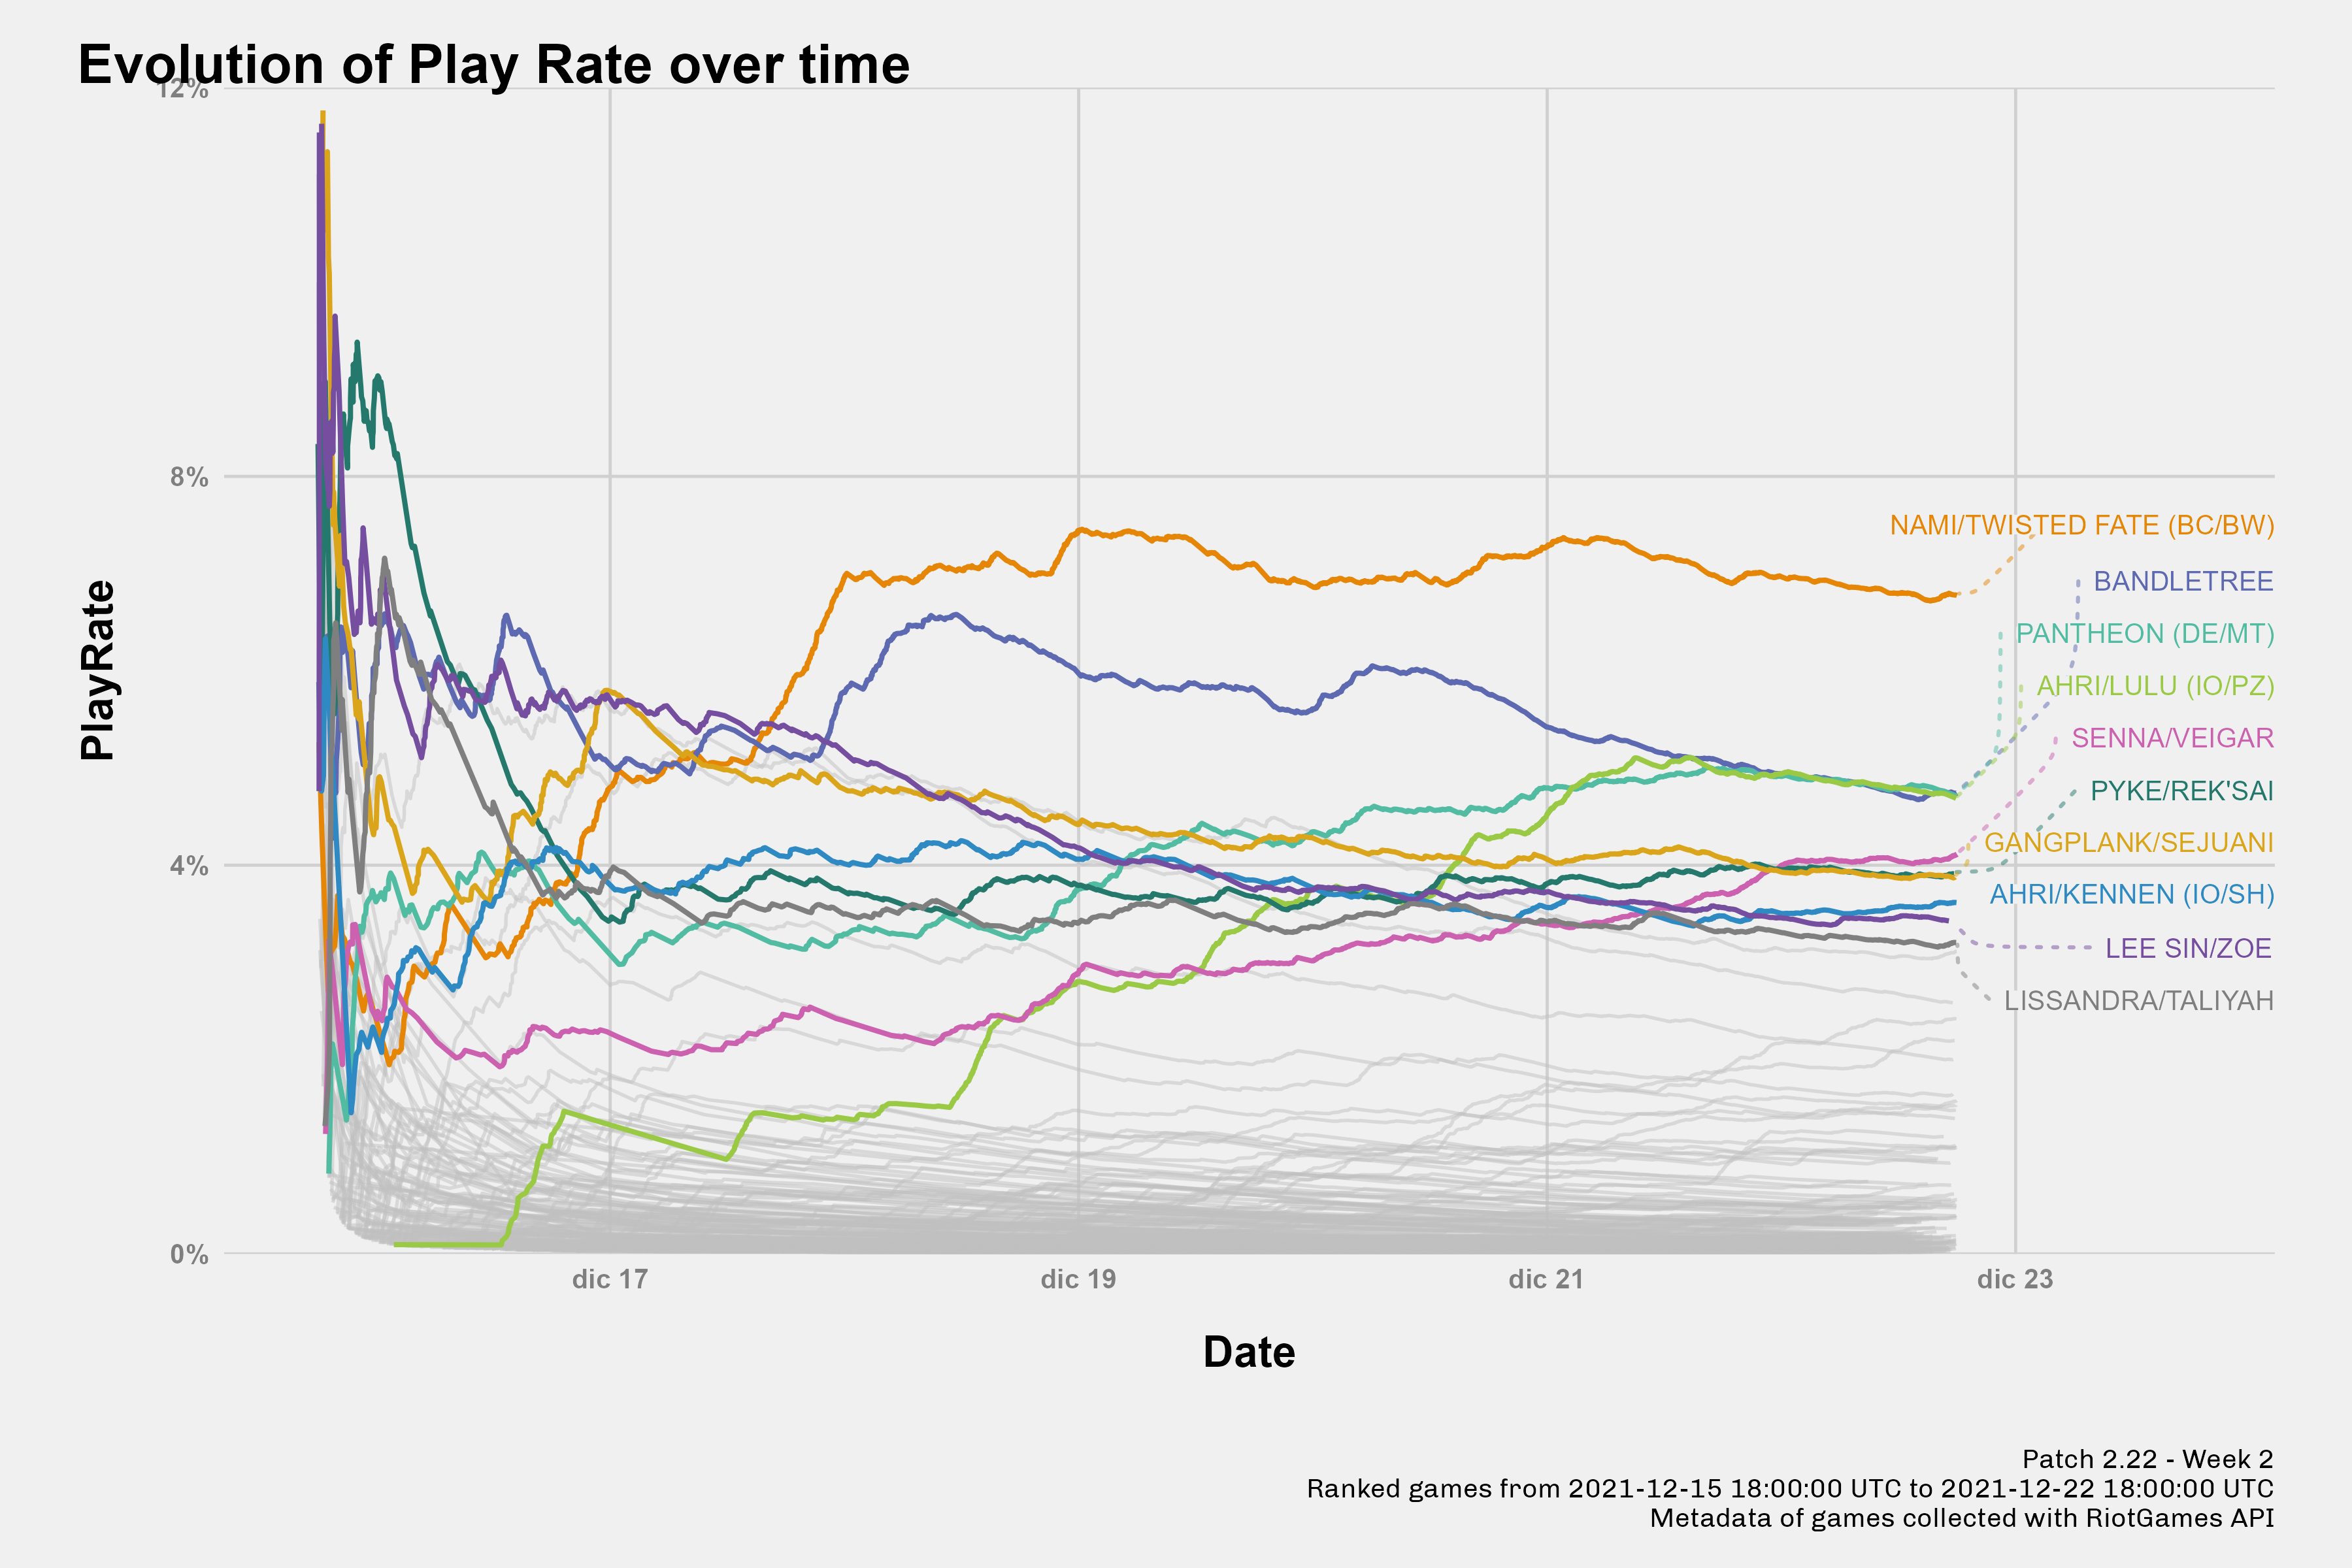 Evolution of Play Rate over time
12%
8%
4%
0%
PlayRate
NAMI/TWISTED FATE (BC/BW)
BANDLETREE
PANTHEON (DE/MT)
AHRI/LULU (IO/PZ)
SENNA/VEIGAR
PYKE/REK'SAI
GANGPLANK/SEJUANI
AHRI/KENNEN (IO/SH)
LEE SIN/ZOE
LISSANDRA/TALIYAH
dic 17
dic 19
dic 21
dic 23
Date
Patch 2.22 - Week 2
Ranked games from 2021-12-15 18:00:00 UTC to 2021-12-22 18:00:00 UTC
Metadata of games collected with RiotGames API